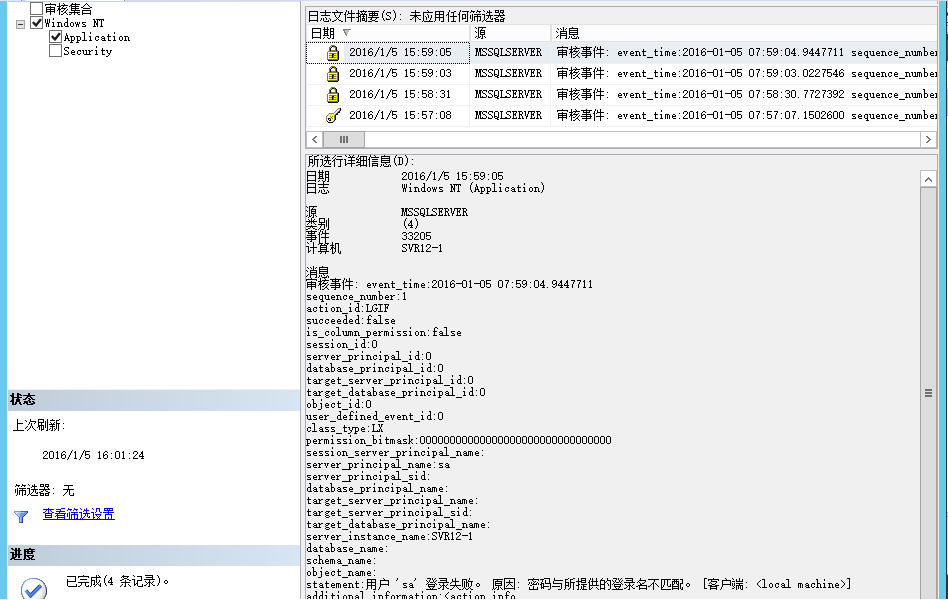 审核集合
Windows NT
Application
Security
状态
上次刷新:
2016/1/5 16:01:24
筛选器: 无
查看筛选设置
进度
已完成(4 条记录)。
日志文件摘要(S): 未应用任何筛选器
日期 源 消息
2016/1/5 15:59:05 MSSQLSERVER 审核事件: event_time:2016-01-05 07:59:04.9447711 sequence_number
2016/1/5 15:59:03 MSSQLSERVER 审核事件: event_time:2016-01-05 07:59:03.0227546 sequence_number
2016/1/5 15:58:31 MSSQLSERVER 审核事件: event_time:2016-01-05 07:58:30.7727392 sequence_number
2016/1/5 15:57:08 MSSQLSERVER 审核事件: event_time:2016-01-05 07:57:07.1502600 sequence_number
所选行详细信息(D):
日期 2016/1/5 15:59:05
日志 Windows NT (Application)
源 MSSQLSERVER
类别 (4)
事件 33205
计算机 SVR12-1
消息
审核事件: event_time:2016-01-05 07:59:04.9447711
sequence_number:1
action_id:LGIF
succeeded:false
is_column_permission:false
session_id:0
server_principal_id:0
database_principal_id:0
target_server_principal_id:0
target_database_principal_id:0
object_id:0
user_defined_event_id:0
class_type:LX
permission_bitmask:00000000000000000000000000000000
session_server_principal_name:
server_principal_name:sa
server_principal_sid:
database_principal_name:
target_server_principal_name:
target_server_principal_sid:
target_database_principal_name:
server_instance_name:SVR12-1
database_name:
schema_name:
object_name:
statement:用户 'sa' 登录失败。 原因: 密码与所提供的登录名不匹配。 [客户端: <local machine>]
additional_information:<action_info